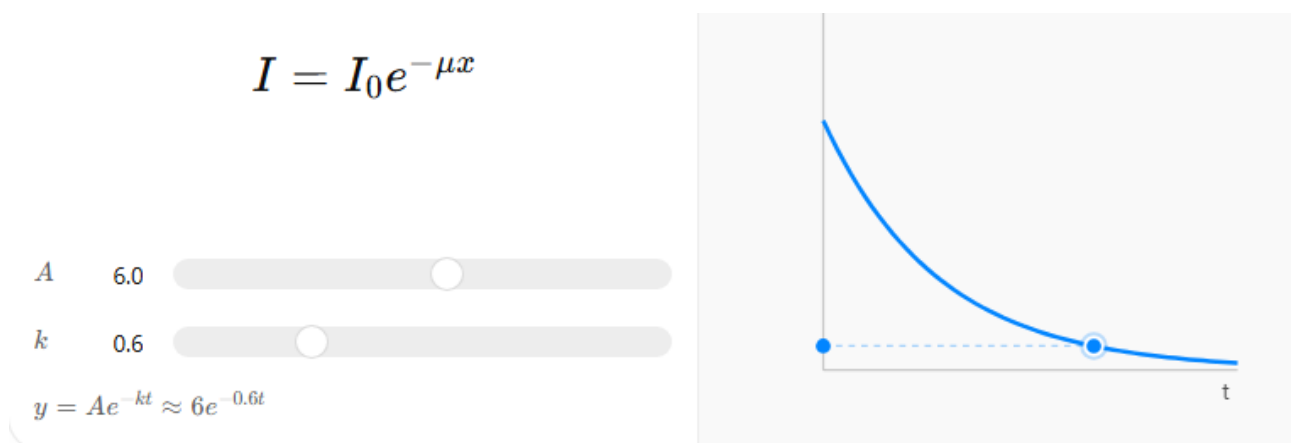 I = I₀e^{-μx}
A 6.0
k 0.6
y = Ae^{-kt} ≈ 6e^{-0.6t}
t